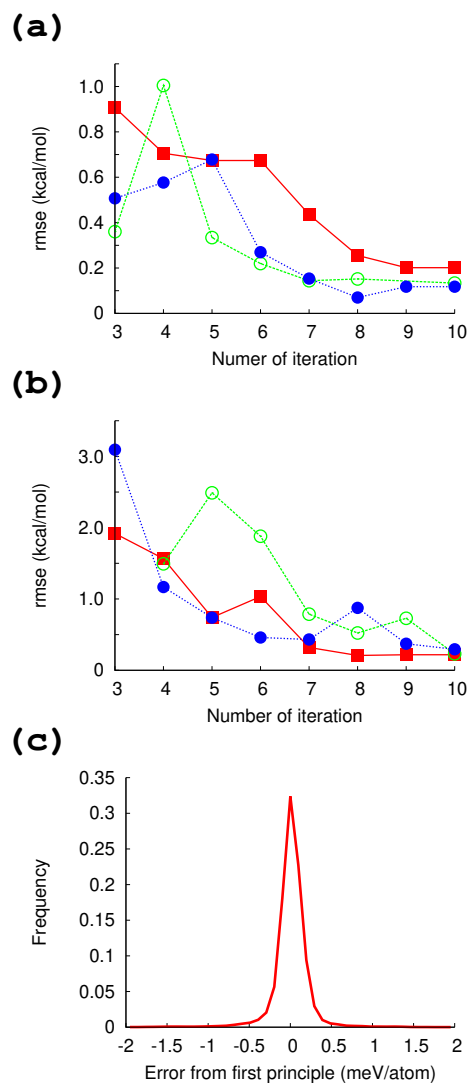 (a)
rmse (kcal/mol)
1.0
0.8
0.6
0.4
0.2
0
3 4 5 6 7 8 9 10
Numer of iteration
(b)
rmse (kcal/mol)
3.0
2.0
1.0
0
3 4 5 6 7 8 9 10
Number of iteration
(c)
Frequency
0.35
0.3
0.25
0.2
0.15
0.1
0.05
0
-2 -1.5 -1 -0.5 0 0.5 1 1.5 2
Error from first principle (meV/atom)